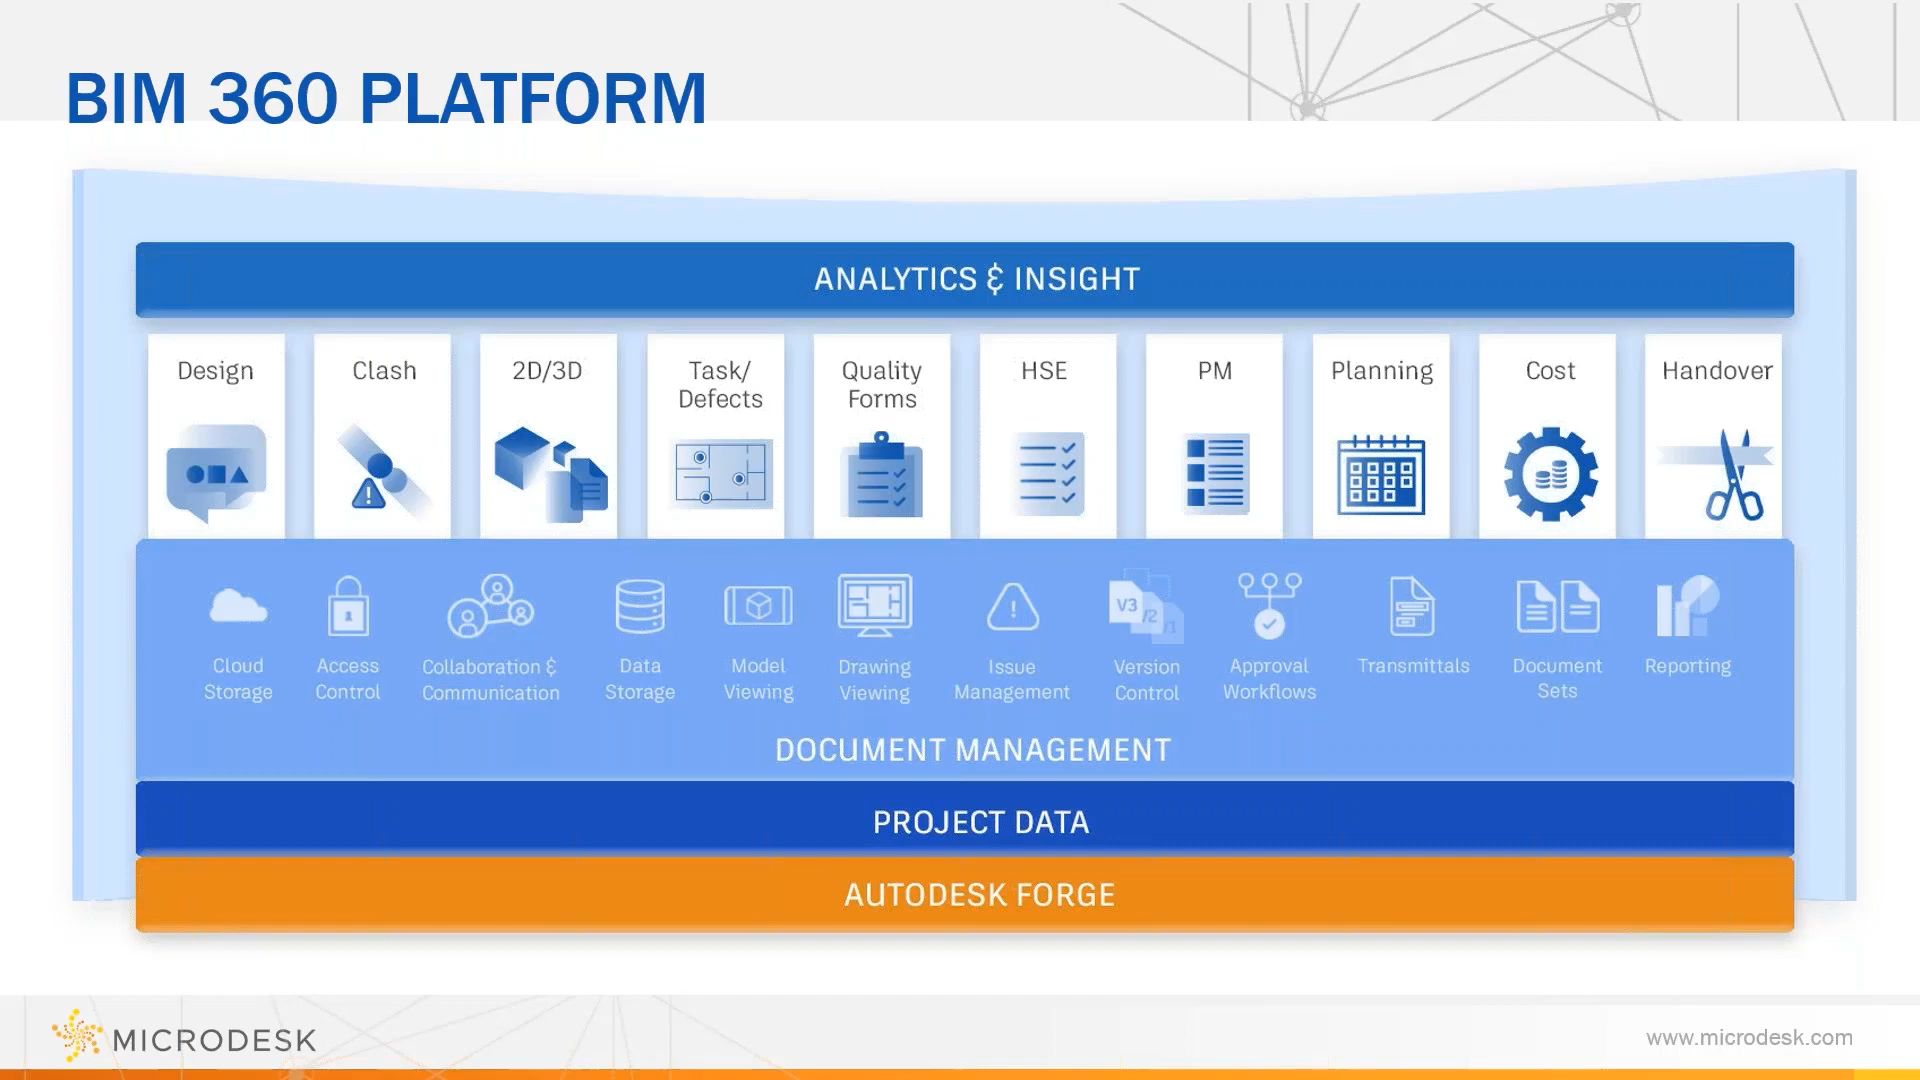 BIM 360 PLATFORM
ANALYTICS & INSIGHT
Design
Clash
2D/3D
Task/
Defects
Quality
Forms
HSE
PM
Planning
Cost
Handover
V3
V2
V1
Cloud
Storage
Access
Control
Collaboration &
Communication
Data
Storage
Model
Viewing
Drawing
Viewing
Issue
Management
Version
Control
Approval
Workflows
Transmittals
Document
Sets
Reporting
DOCUMENT MANAGEMENT
PROJECT DATA
AUTODESK FORGE
MICRODESK
www.microdesk.com